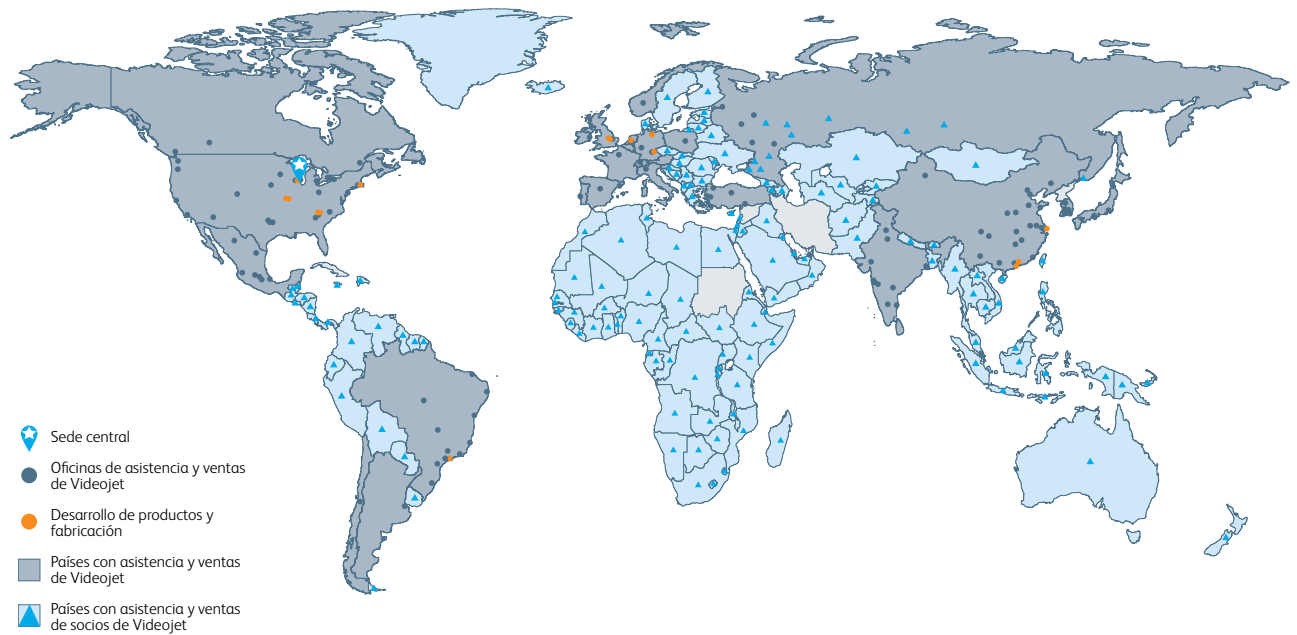 Sede central
Oficinas de asistencia y ventas
de Videojet
Desarrollo de productos y
fabricación
Países con asistencia y ventas
de Videojet
Países con asistencia y ventas
de socios de Videojet